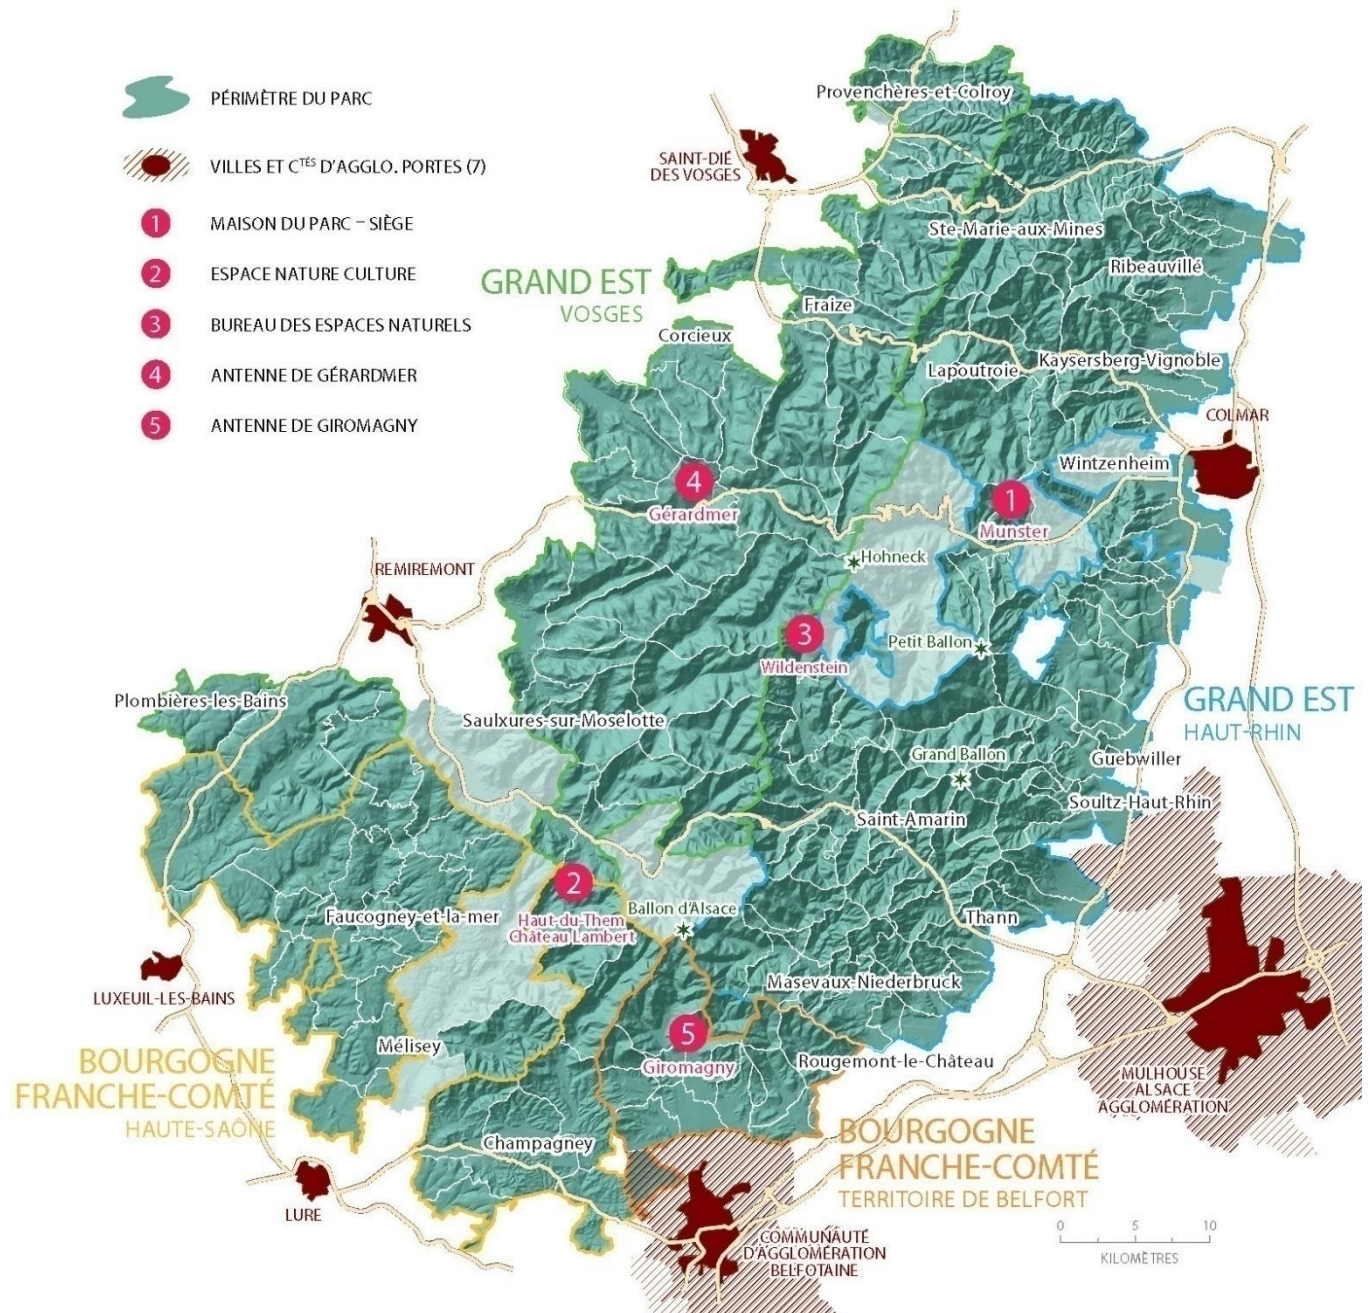 PÉRIMÈTRE DU PARC
VILLES ET CTÉS D'AGGLO. PORTES (7)
1 MAISON DU PARC – SIÈGE
2 ESPACE NATURE CULTURE
3 BUREAU DES ESPACES NATURELS
4 ANTENNE DE GÉRARDMER
5 ANTENNE DE GIROMAGNY
Provenchères-et-Colroy
SAINT-DIÉ
DES VOSGES
Ste-Marie-aux-Mines
Ribeauvillé
GRAND EST
VOSGES
Fraize
Corcieux
Lapoutroie
Kaysersberg-Vignoble
COLMAR
Wintzenheim
4
Gérardmer
1
Munster
Hohneck
REMIREMONT
3
Wildenstein
Petit Ballon
Plombières-les-Bains
Saulxures-sur-Moselotte
GRAND EST
HAUT-RHIN
Grand Ballon
Guebwiller
Soultz-Haut-Rhin
Saint-Amarin
2
Haut-du-Them
Château Lambert
Ballon d'Alsace
Faucogney-et-la-mer
Thann
LUXEUIL-LES-BAINS
Masevaux-Niederbruck
5
Giromagny
Mélisey
Rougemont-le-Château
BOURGOGNE
FRANCHE-COMTÉ
HAUTE-SAÔNE
MULHOUSE
ALSACE
AGGLOMÉRATION
Champagney
BOURGOGNE
FRANCHE-COMTÉ
TERRITOIRE DE BELFORT
LURE
COMMUNAUTÉ
D'AGGLOMÉRATION
BELFOTAINE
0 5 10
KILOMÈTRES